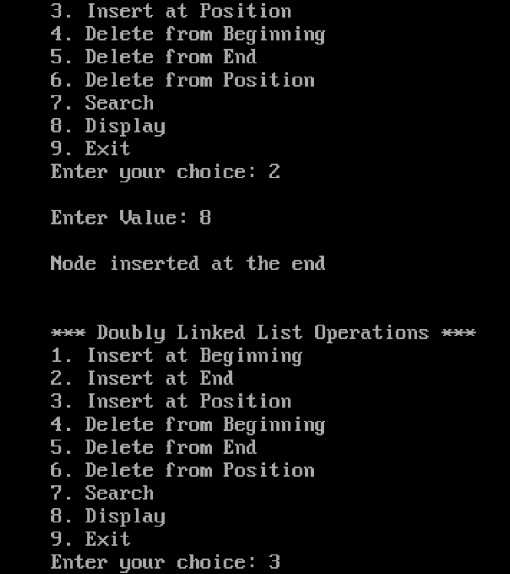 3. Insert at Position
4. Delete from Beginning
5. Delete from End
6. Delete from Position
7. Search
8. Display
9. Exit
Enter your choice: 2
Enter Value: 8
Node inserted at the end
*** Doubly Linked List Operations ***
1. Insert at Beginning
2. Insert at End
3. Insert at Position
4. Delete from Beginning
5. Delete from End
6. Delete from Position
7. Search
8. Display
9. Exit
Enter your choice: 3